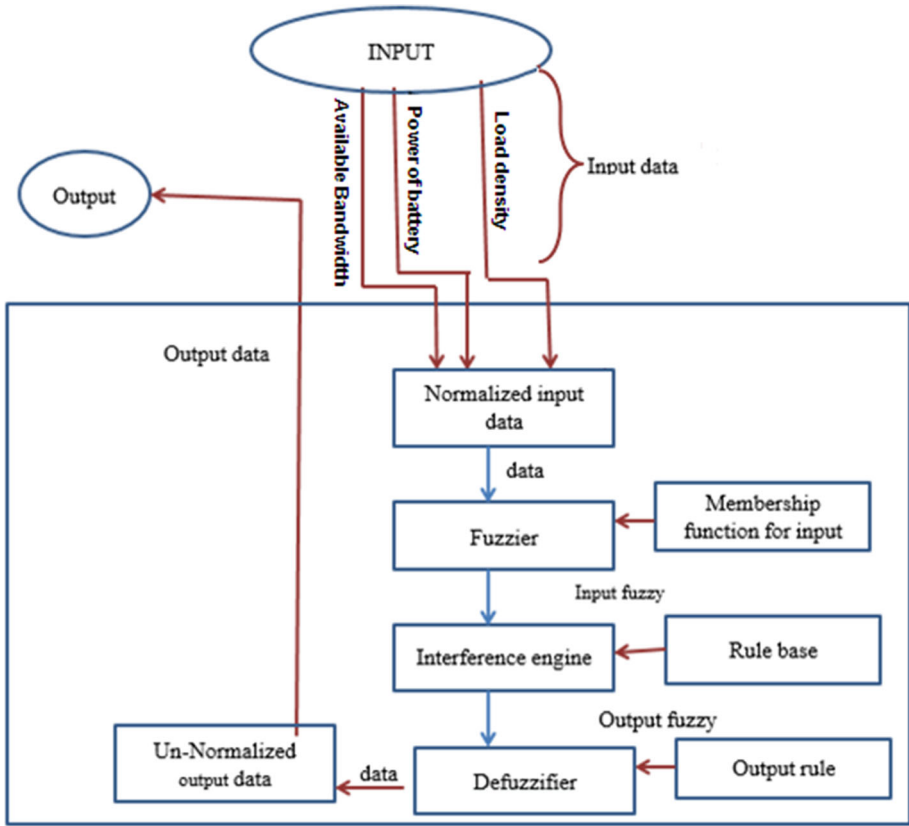 INPUT
Available Bandwidth
Power of battery
Load density
Input data
Output
Output data
Normalized input
data
data
Fuzzier
Membership
function for input
Input fuzzy
Interference engine
Rule base
Output fuzzy
Un-Normalized
output data
data
Defuzzifier
Output rule